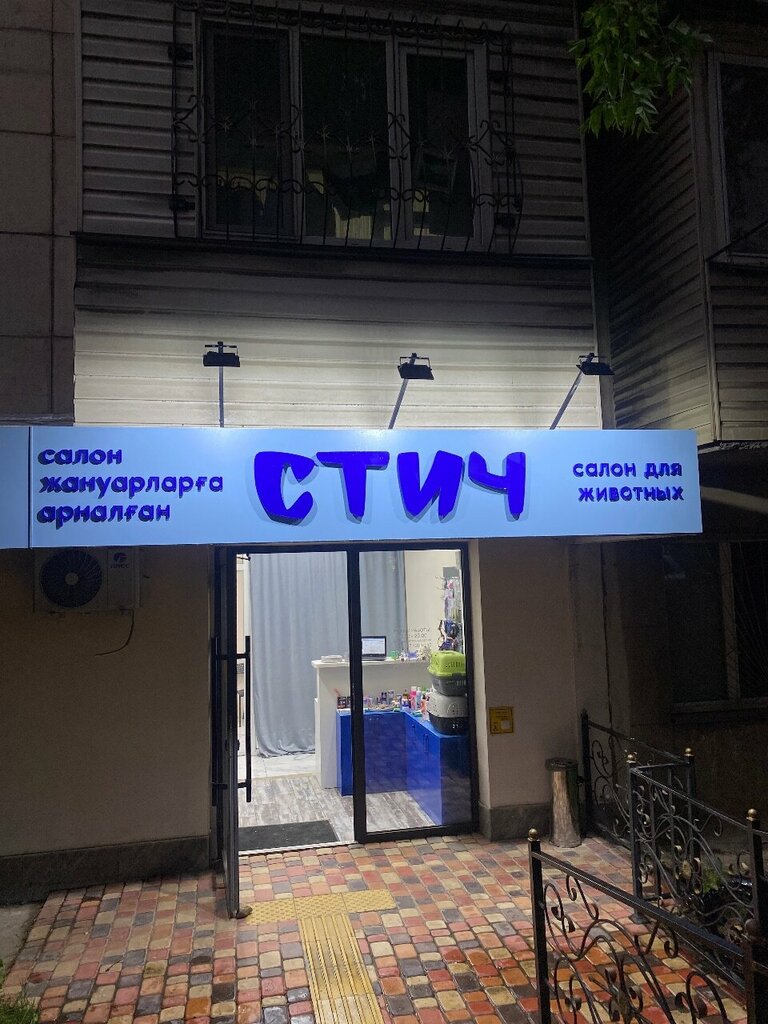 салон
жануарларға
арналған
СТИЧ
салон для
животных